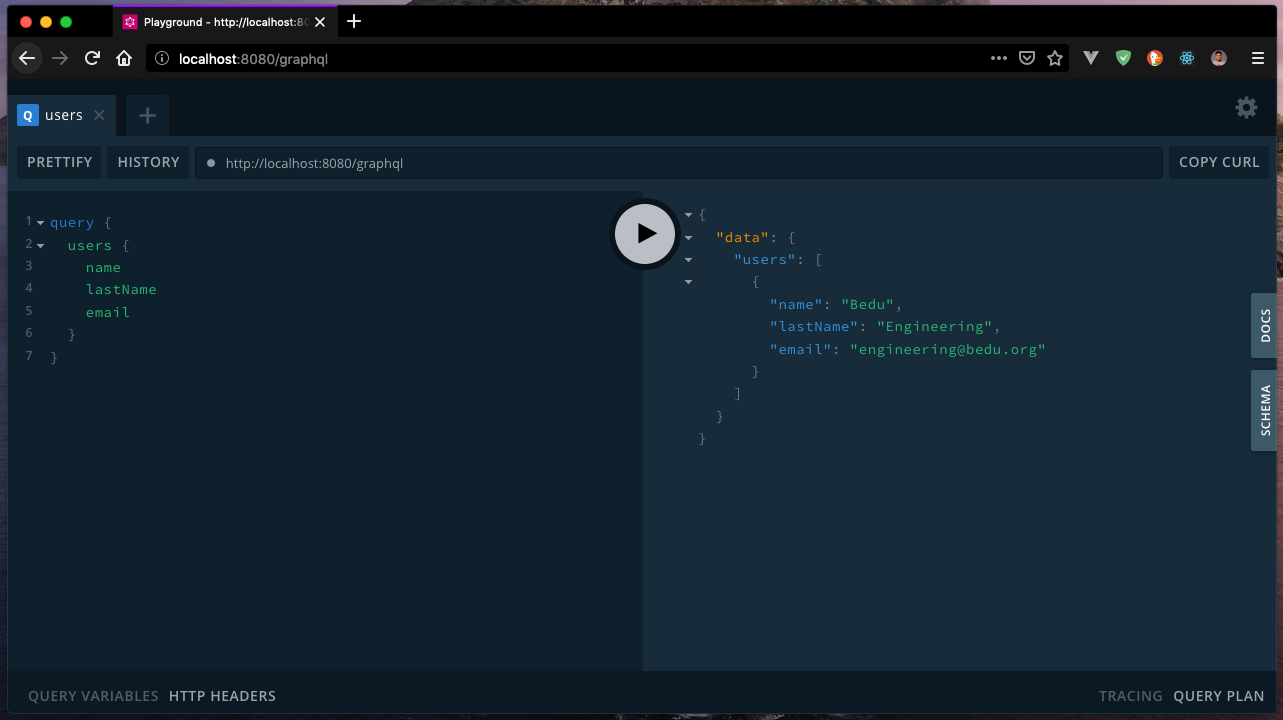 Playground - http://localhost:80
localhost:8080/graphql
Q users
PRETTIFY HISTORY http://localhost:8080/graphql COPY CURL
1 query {
2 users {
3 name
4 lastName
5 email
6 }
7 }
{
"data": {
"users": [
{
"name": "Bedu",
"lastName": "Engineering",
"email": "engineering@bedu.org"
}
]
}
}
DOCS
SCHEMA
QUERY VARIABLES HTTP HEADERS TRACING QUERY PLAN